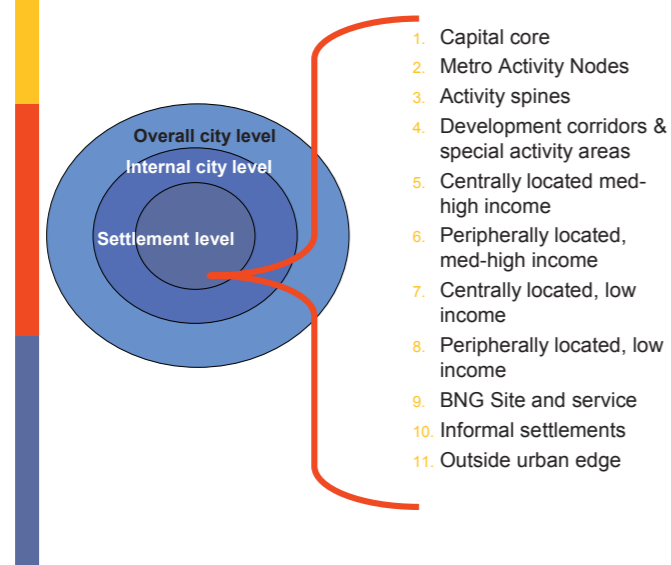 Overall city level
Internal city level
Settlement level
1. Capital core
2. Metro Activity Nodes
3. Activity spines
4. Development corridors &
special activity areas
5. Centrally located med-
high income
6. Peripherally located,
med-high income
7. Centrally located, low
income
8. Peripherally located, low
income
9. BNG Site and service
10. Informal settlements
11. Outside urban edge